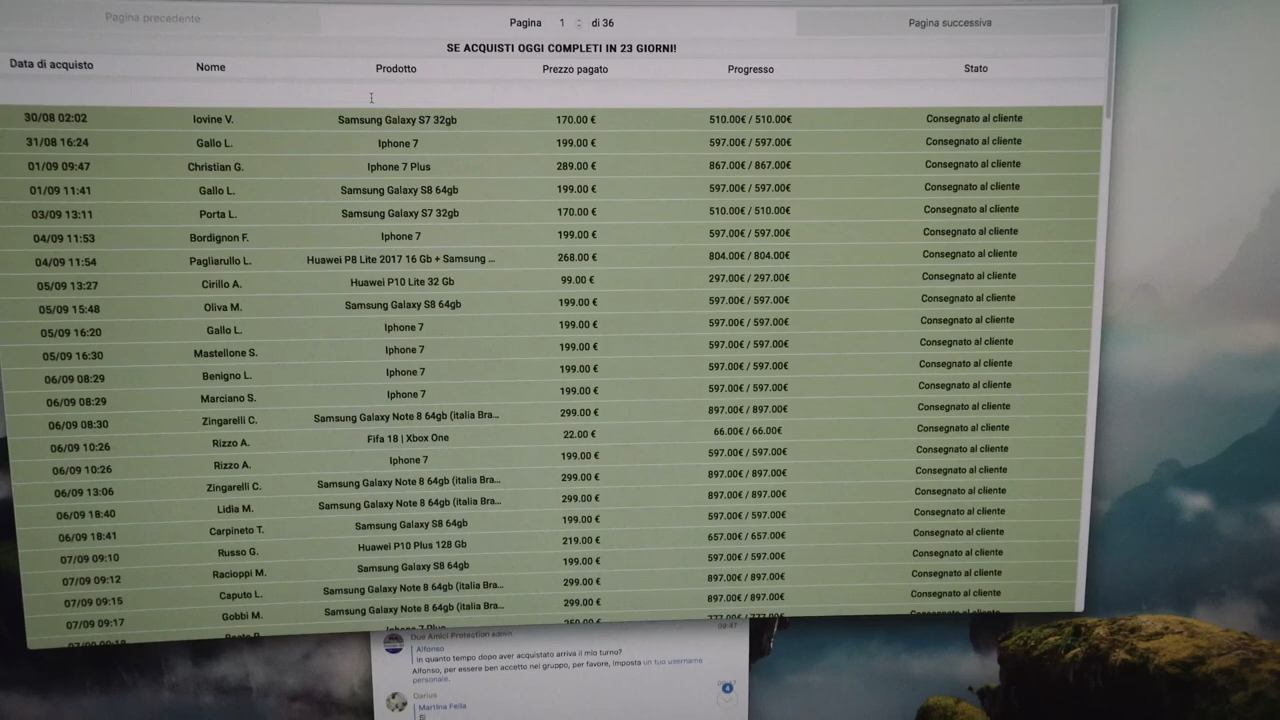 Pagina precedente Pagina 1 di 36 Pagina successiva
SE ACQUISTI OGGI COMPLETI IN 23 GIORNI!
Data di acquisto Nome Prodotto Prezzo pagato Progresso Stato
30/08 02:02 Iovine V. Samsung Galaxy S7 32gb 170.00 € 510.00€ / 510.00€ Consegnato al cliente
31/08 16:24 Gallo L. Iphone 7 199.00 € 597.00€ / 597.00€ Consegnato al cliente
01/09 09:47 Christian G. Iphone 7 Plus 289.00 € 867.00€ / 867.00€ Consegnato al cliente
01/09 11:41 Gallo L. Samsung Galaxy S8 64gb 199.00 € 597.00€ / 597.00€ Consegnato al cliente
03/09 13:11 Porta L. Samsung Galaxy S7 32gb 170.00 € 510.00€ / 510.00€ Consegnato al cliente
04/09 11:53 Bordignon F. Iphone 7 199.00 € 597.00€ / 597.00€ Consegnato al cliente
04/09 11:54 Pagliarullo L. Huawei P8 Lite 2017 16 Gb + Samsung ... 268.00 € 804.00€ / 804.00€ Consegnato al cliente
05/09 13:27 Cirillo A. Huawei P10 Lite 32 Gb 99.00 € 297.00€ / 297.00€ Consegnato al cliente
05/09 15:48 Oliva M. Samsung Galaxy S8 64gb 199.00 € 597.00€ / 597.00€ Consegnato al cliente
05/09 16:20 Gallo L. Iphone 7 199.00 € 597.00€ / 597.00€ Consegnato al cliente
05/09 16:30 Mastellone S. Iphone 7 199.00 € 597.00€ / 597.00€ Consegnato al cliente
06/09 08:29 Benigno L. Iphone 7 199.00 € 597.00€ / 597.00€ Consegnato al cliente
06/09 08:29 Marciano S. Iphone 7 199.00 € 597.00€ / 597.00€ Consegnato al cliente
06/09 08:30 Zingarelli C. Samsung Galaxy Note 8 64gb (italia Bra... 299.00 € 897.00€ / 897.00€ Consegnato al cliente
06/09 10:26 Rizzo A. Fifa 18 | Xbox One 22.00 € 66.00€ / 66.00€ Consegnato al cliente
06/09 10:26 Rizzo A. Iphone 7 199.00 € 597.00€ / 597.00€ Consegnato al cliente
06/09 13:06 Zingarelli C. Samsung Galaxy Note 8 64gb (italia Bra... 299.00 € 897.00€ / 897.00€ Consegnato al cliente
06/09 18:40 Lidia M. Samsung Galaxy Note 8 64gb (italia Bra... 299.00 € 897.00€ / 897.00€ Consegnato al cliente
06/09 18:41 Carpineto T. Samsung Galaxy S8 64gb 199.00 € 597.00€ / 597.00€ Consegnato al cliente
07/09 09:10 Russo G. Huawei P10 Plus 128 Gb 219.00 € 657.00€ / 657.00€ Consegnato al cliente
07/09 09:12 Racioppi M. Samsung Galaxy S8 64gb 199.00 € 597.00€ / 597.00€ Consegnato al cliente
07/09 09:15 Caputo L. Samsung Galaxy Note 8 64gb (italia Bra... 299.00 € 897.00€ / 897.00€ Consegnato al cliente
07/09 09:17 Gobbi M. Samsung Galaxy Note 8 64gb (italia Bra... 299.00 € 897.00€ / 897.00€ Consegnato al cliente
Iphone 7 Plus Consegnato al cliente
Due Amici Protection admin 09:47
Alfonso
in quanto tempo dopo aver acquistato arriva il mio turno?
Alfonso, per essere ben accetto nel gruppo, per favore, imposta un tuo username
personale.
Darius
4
Martina Fella